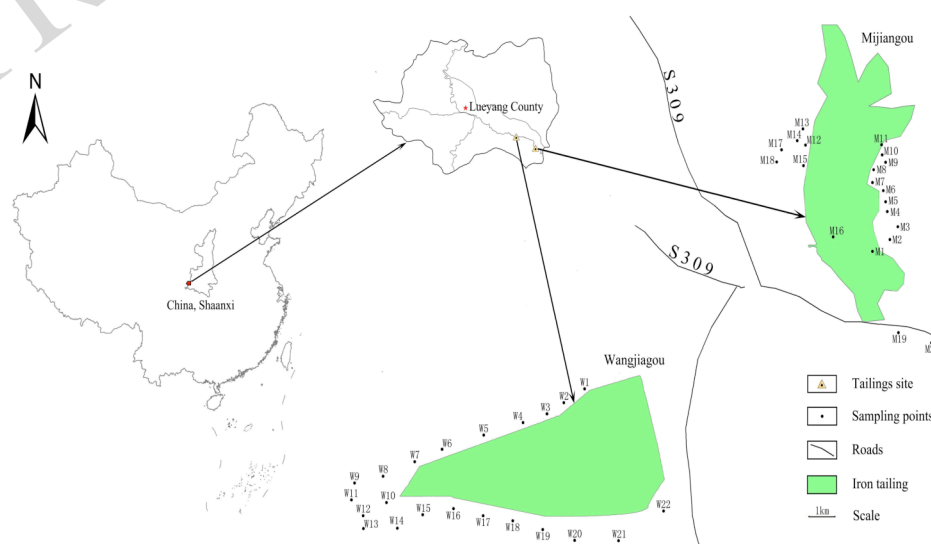 N
China, Shaanxi
Lueyang County
S309
S309
Mijiangou
M13
M14
M12
M17
M18
M15
M11
M10
M9
M8
M7
M6
M5
M4
M3
M2
M16
M1
M19
Wangjiagou
W1
W2
W3
W4
W5
W6
W7
W8
W9
W10
W11
W12
W13
W14
W15
W16
W17
W18
W19
W20
W21
W22
Tailings site
Sampling points
Roads
Iron tailing
1km Scale